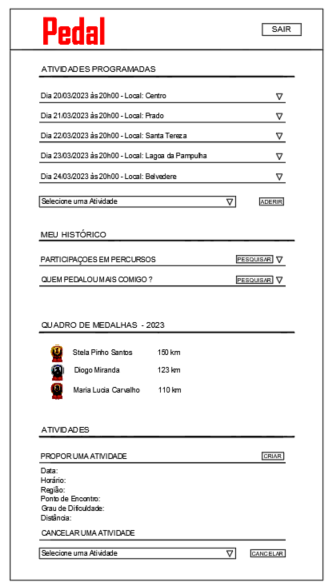 Pedal
SAIR
ATIVIDADES PROGRAMADAS
Dia 20/03/2023 às 20h00 - Local: Centro
Dia 21/03/2023 às 20h00 - Local: Prado
Dia 22/03/2023 às 20h00 - Local: Santa Tereza
Dia 23/03/2023 às 20h00 - Local: Lagoa da Pampulha
Dia 24/03/2023 às 20h00 - Local: Belvedere
Selecione uma Atividade
ADERIR
MEU HISTÓRICO
PARTICIPAÇOES EM PERCURSOS PESQUISAR
QUEM PEDALOU MAIS COMIGO ? PESQUISAR
QUADRO DE MEDALHAS - 2023
Stela Pinho Santos 150 km
Diogo Miranda 123 km
Maria Lucia Carvalho 110 km
ATIVIDADES
PROPOR UMA ATIVIDADE CRIAR
Data:
Horário:
Região:
Ponto de Encontro:
Grau de Dificuldade:
Distância:
CANCELAR UMA ATIVIDADE
Selecione uma Atividade CANCELAR